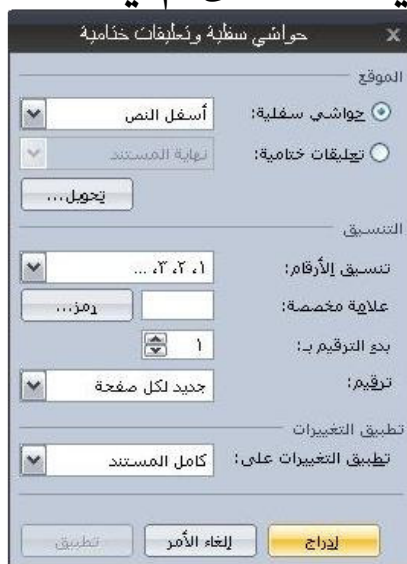 حواشي سفلية وتعليقات ختامية
الموقع
حواشي سفلية: أسفل النص
تعليقات ختامية: نهاية المستند
تحويل...
التنسيق
تنسيق الأرقام: ١، ٢، ٣، ...
علامة مخصصة: رمز...
بدء الترقيم بـ: ١
ترقيم: جديد لكل صفحة
تطبيق التغييرات
تطبيق التغييرات على: كامل المستند
إدراج إلغاء الأمر تطبيق